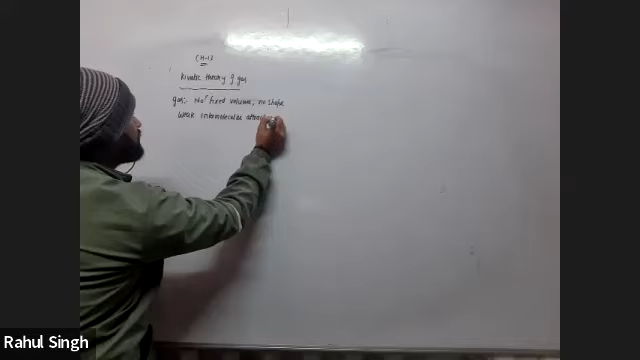 CH-13
Kinetic theory of gas
gas:- No fixed volume, no shape
Weak intermolecular
Rahul Singh